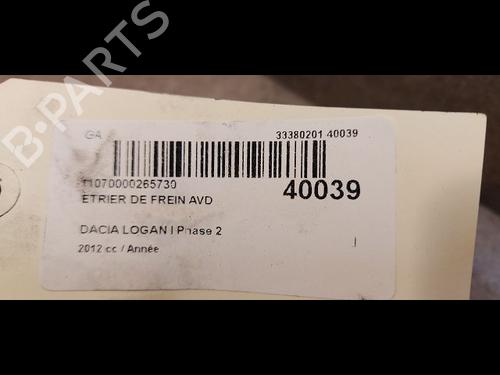 B-PARTS
GA
33380201 40039
11070000265730
40039
ETRIER DE FREIN AVD
DACIA LOGAN I Phase 2
2012 cc / Année